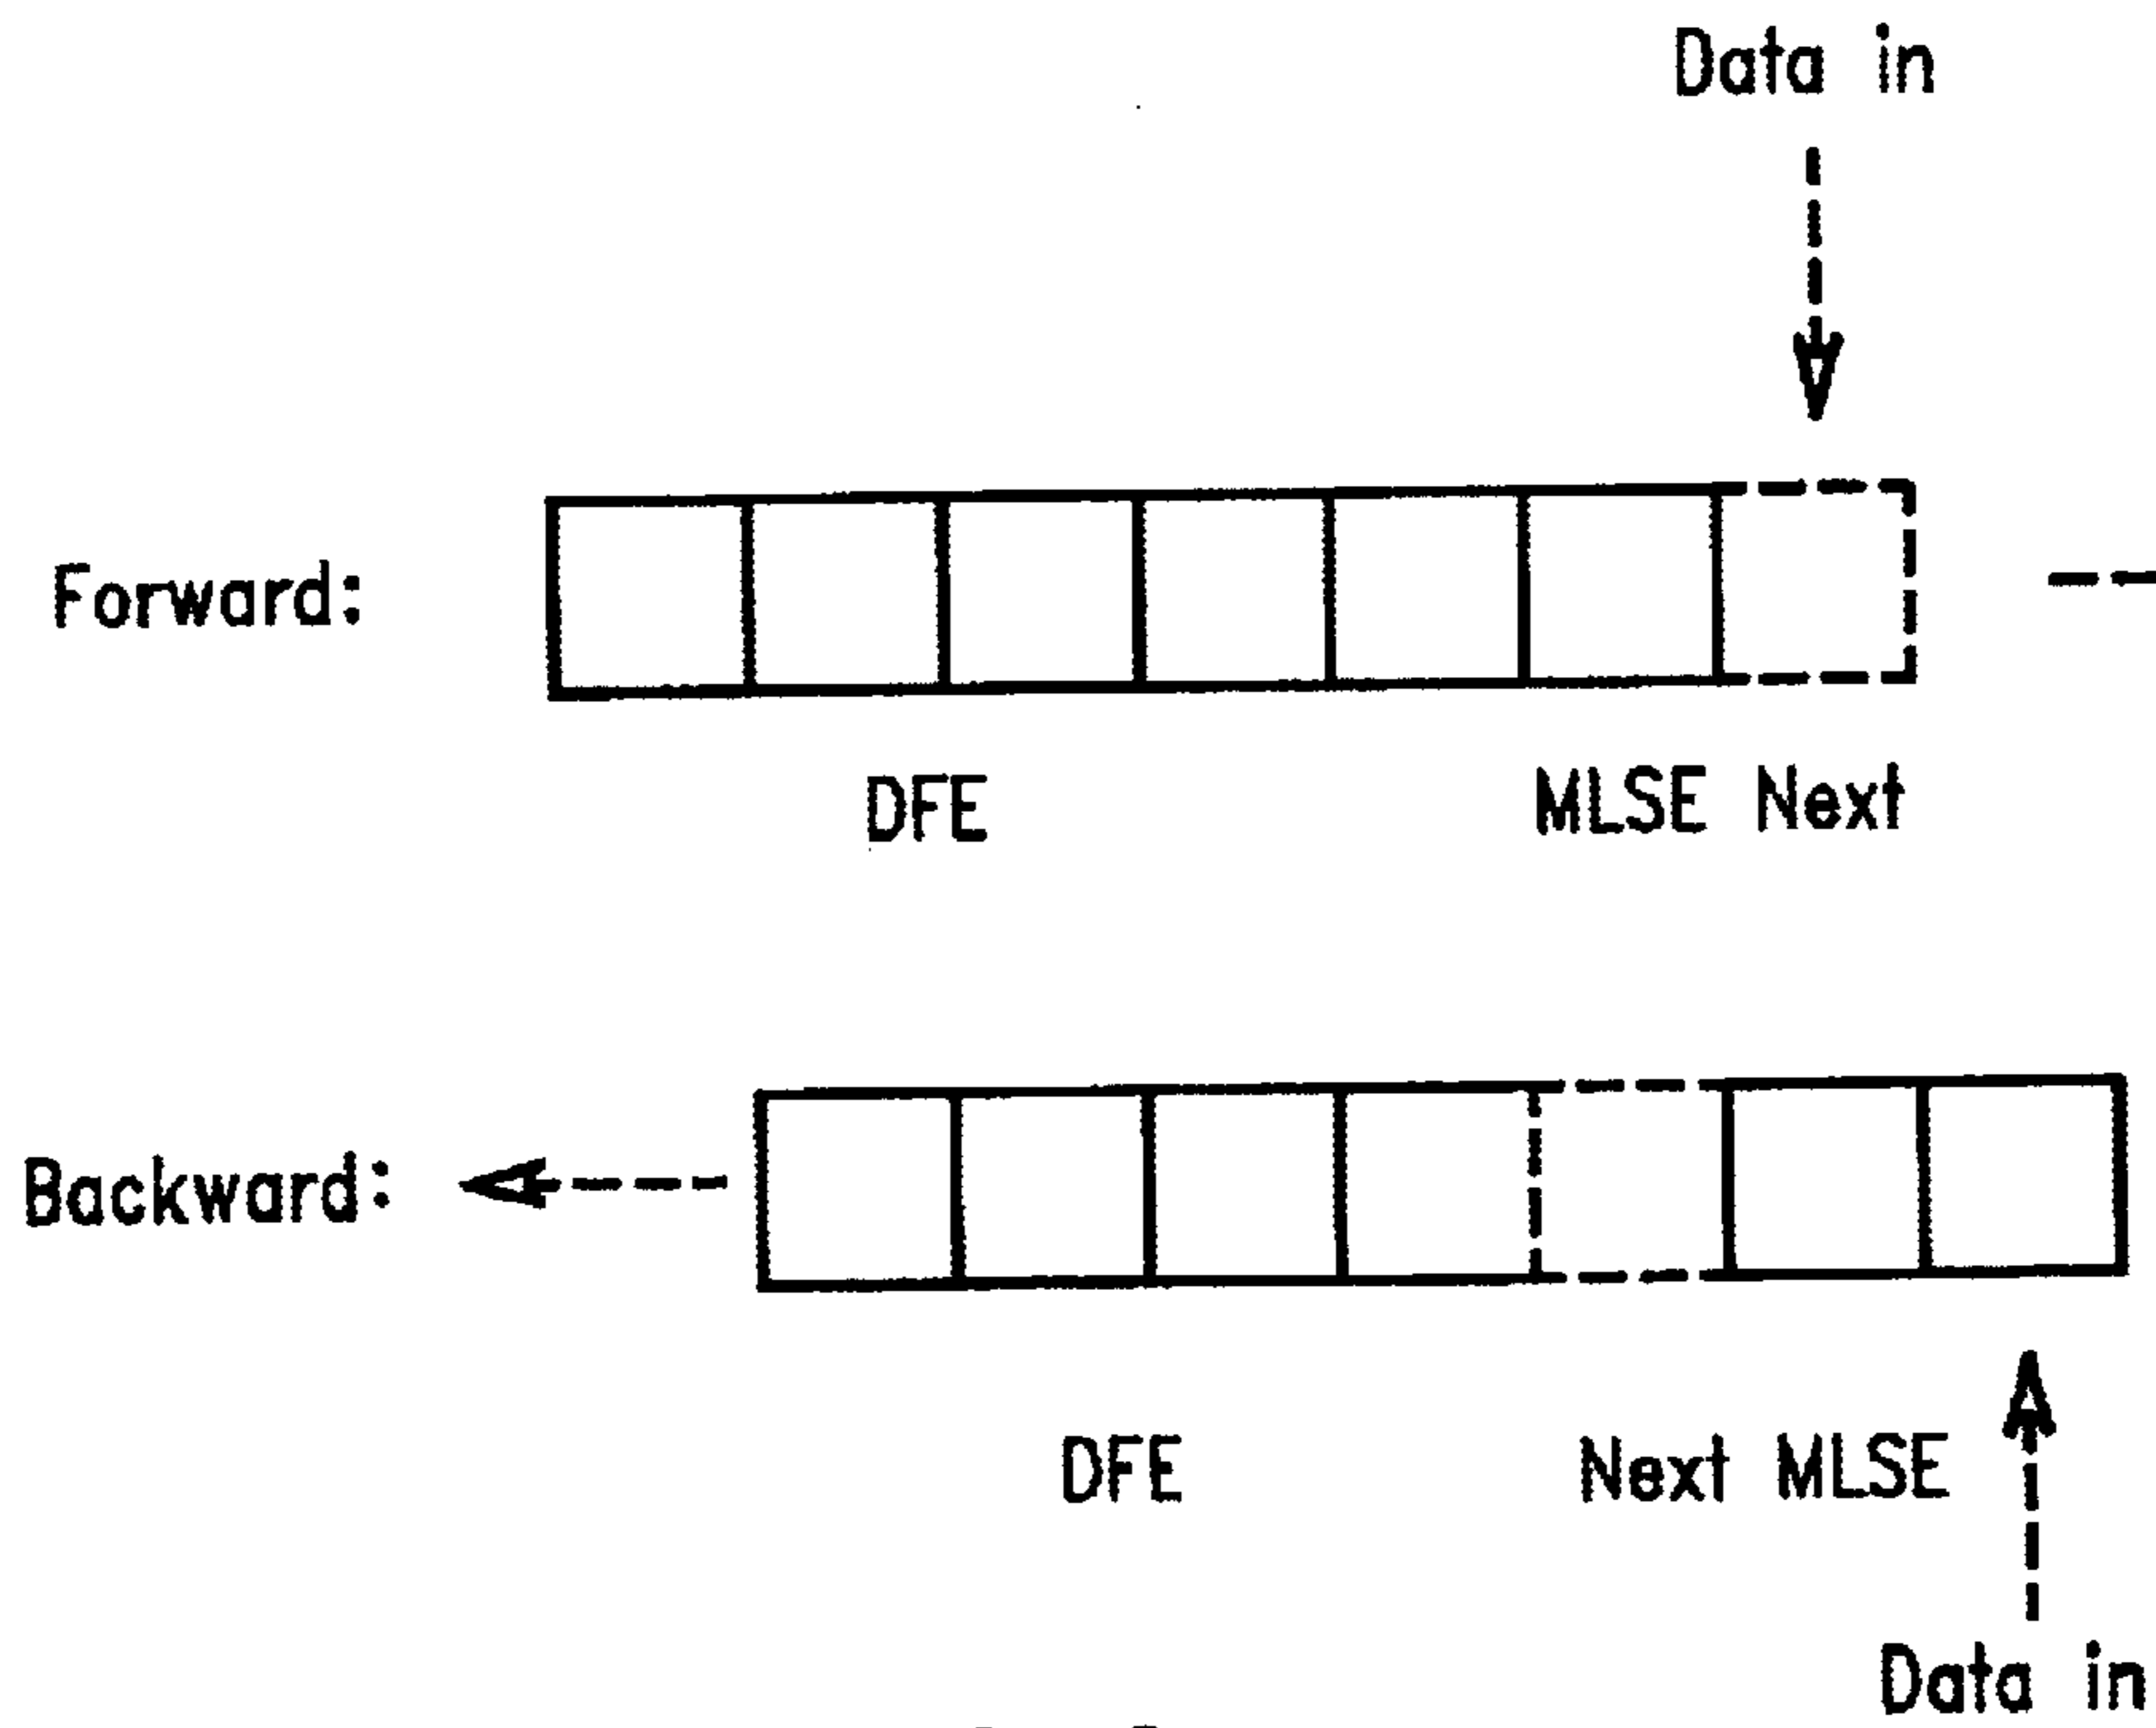 Data in
Forward:
DFE
MLSE Next
Backward:
DFE
Next MLSE
Data in